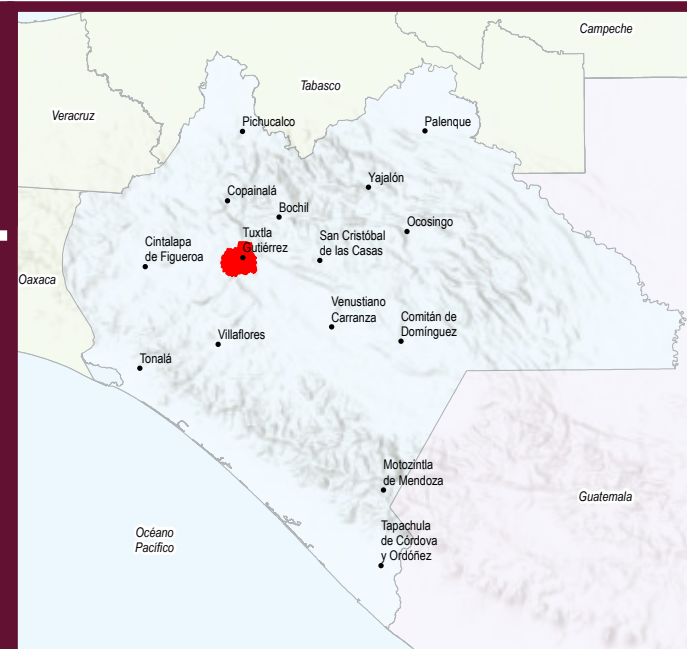 Campeche
Tabasco
Veracruz
Pichucalco
Palenque
Yajalón
Copainalá
Bochil
Ocosingo
Tuxtla
Gutiérrez
San Cristóbal
de las Casas
Cintalapa
de Figueroa
Oaxaca
Venustiano
Carranza
Comitán de
Domínguez
Villaflores
Tonalá
Motozintla
de Mendoza
Guatemala
Océano
Pacífico
Tapachula
de Córdova
y Ordóñez